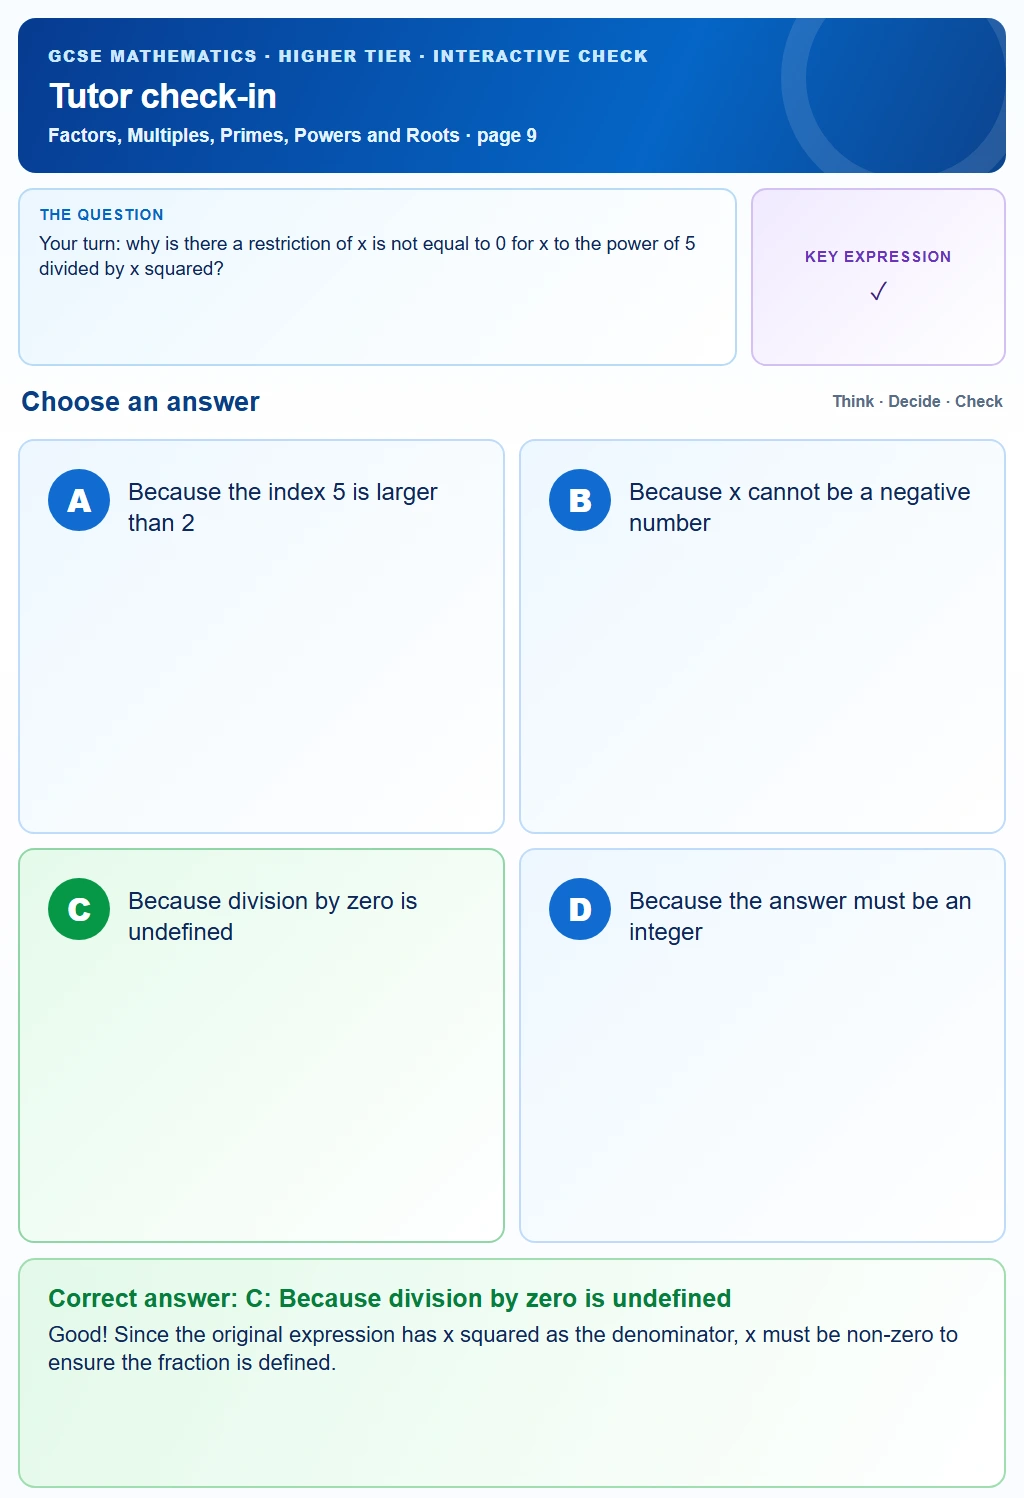 GCSE MATHEMATICS · HIGHER TIER · INTERACTIVE CHECK
Tutor check-in
Factors, Multiples, Primes, Powers and Roots · page 9
THE QUESTION
Your turn: why is there a restriction of x is not equal to 0 for x to the power of 5
divided by x squared?
KEY EXPRESSION
✓
Choose an answer
Think · Decide · Check
A
Because the index 5 is larger
than 2
B
Because x cannot be a negative
number
C
Because division by zero is
undefined
D
Because the answer must be an
integer
Correct answer: C: Because division by zero is undefined
Good! Since the original expression has x squared as the denominator, x must be non-zero to
ensure the fraction is defined.